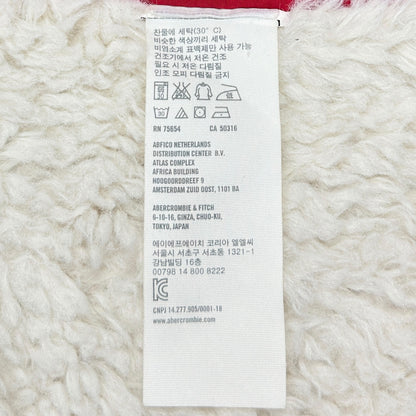 찬물에 세탁(30° C)
비슷한 색상끼리 세탁
비염소계 표백제만 사용 가능
건조기에서 저온 건조
필요시 저온 다림질
인조 모피 다림질 금지
RN 75654 CA 50316
ABFICO NETHERLANDS
DISTRIBUTION CENTER B.V.
ATLAS COMPLEX
AFRICA BUILDING
HOOGOORDDREEF 9
AMSTERDAM ZUID OOST, 1101 BA
ABERCROMBIE & FITCH
6-10-16, GINZA, CHUO-KU,
TOKYO, JAPAN
에이에프에이치 코리아 엘엘씨
서울시 서초구 서초동 1321-1
강남빌딩 16층
00798 14 800 8222
CNPJ 14.277.905/0001-18
www.abercrombie.com